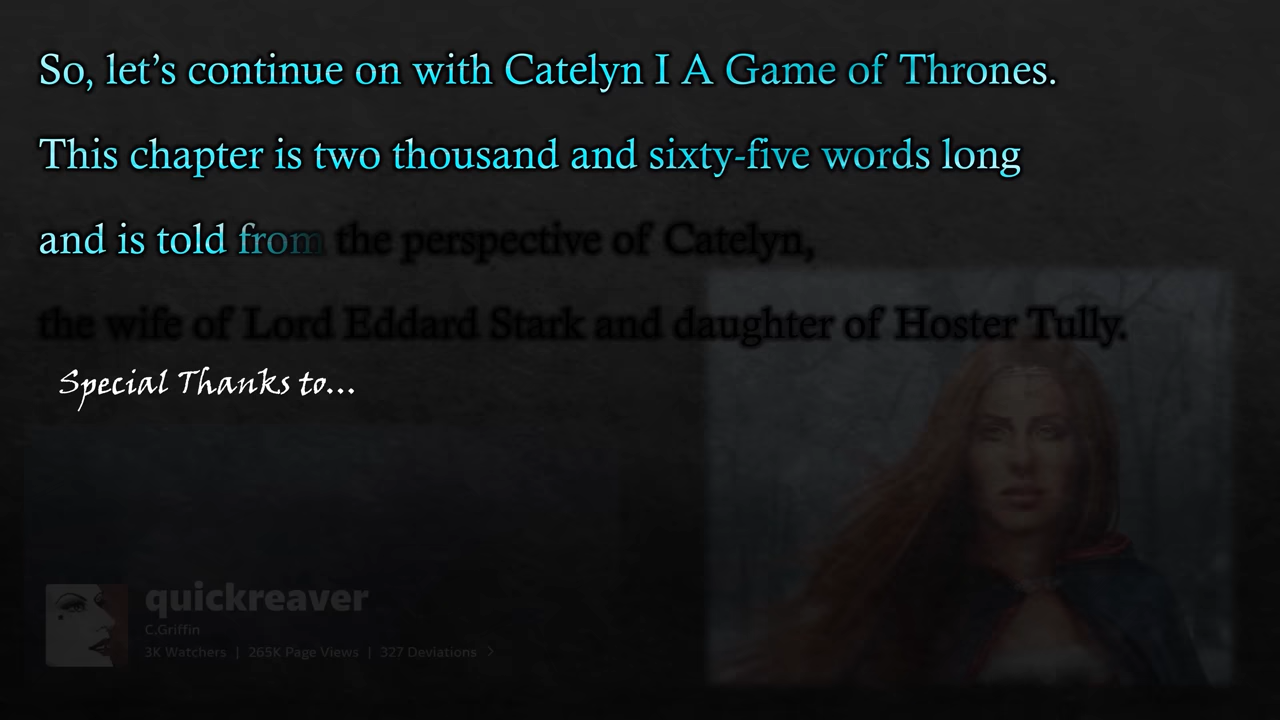 So, let's continue on with Catelyn I A Game of Thrones.
This chapter is two thousand and sixty-five words long
and is told from the perspective of Catelyn,
the wife of Lord Eddard Stark and daughter of Hoster Tully.
Special Thanks to...
quickreaver
C.Griffin
3K Watchers | 265K Page Views | 327 Deviations >